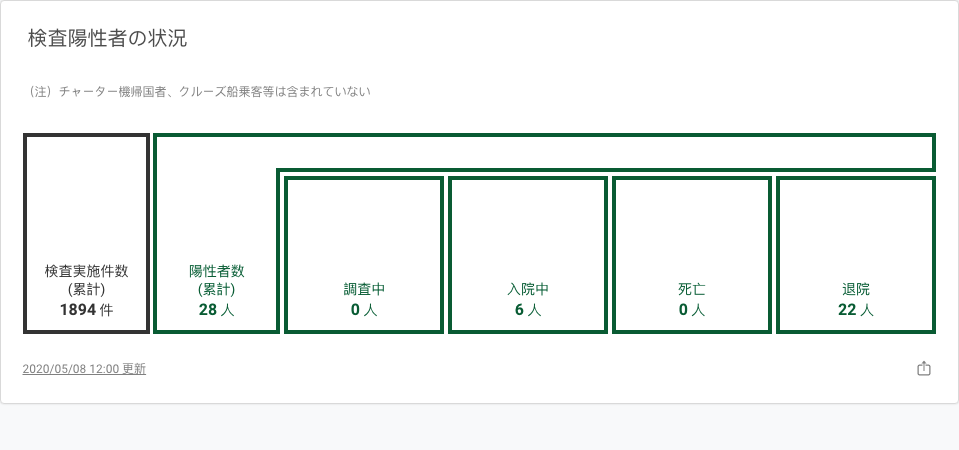 検査陽性者の状況
（注）チャーター機帰国者、クルーズ船乗客等は含まれていない
検査実施件数
(累計)
1894 件
陽性者数
(累計)
28 人
調査中
0 人
入院中
6 人
死亡
0 人
退院
22 人
2020/05/08 12:00 更新